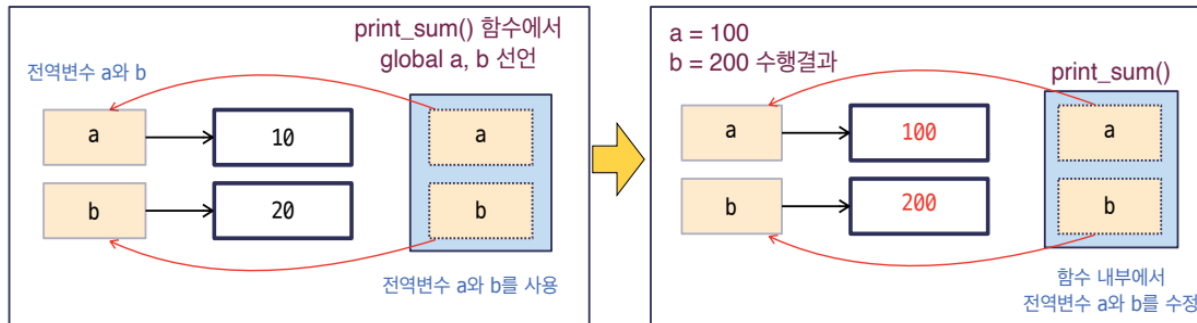 print_sum() 함수에서
global a, b 선언
전역변수 a와 b
a
10
a
b
20
b
전역변수 a와 b를 사용
a = 100
b = 200 수행결과
print_sum()
a
100
a
b
200
b
함수 내부에서
전역변수 a와 b를 수정